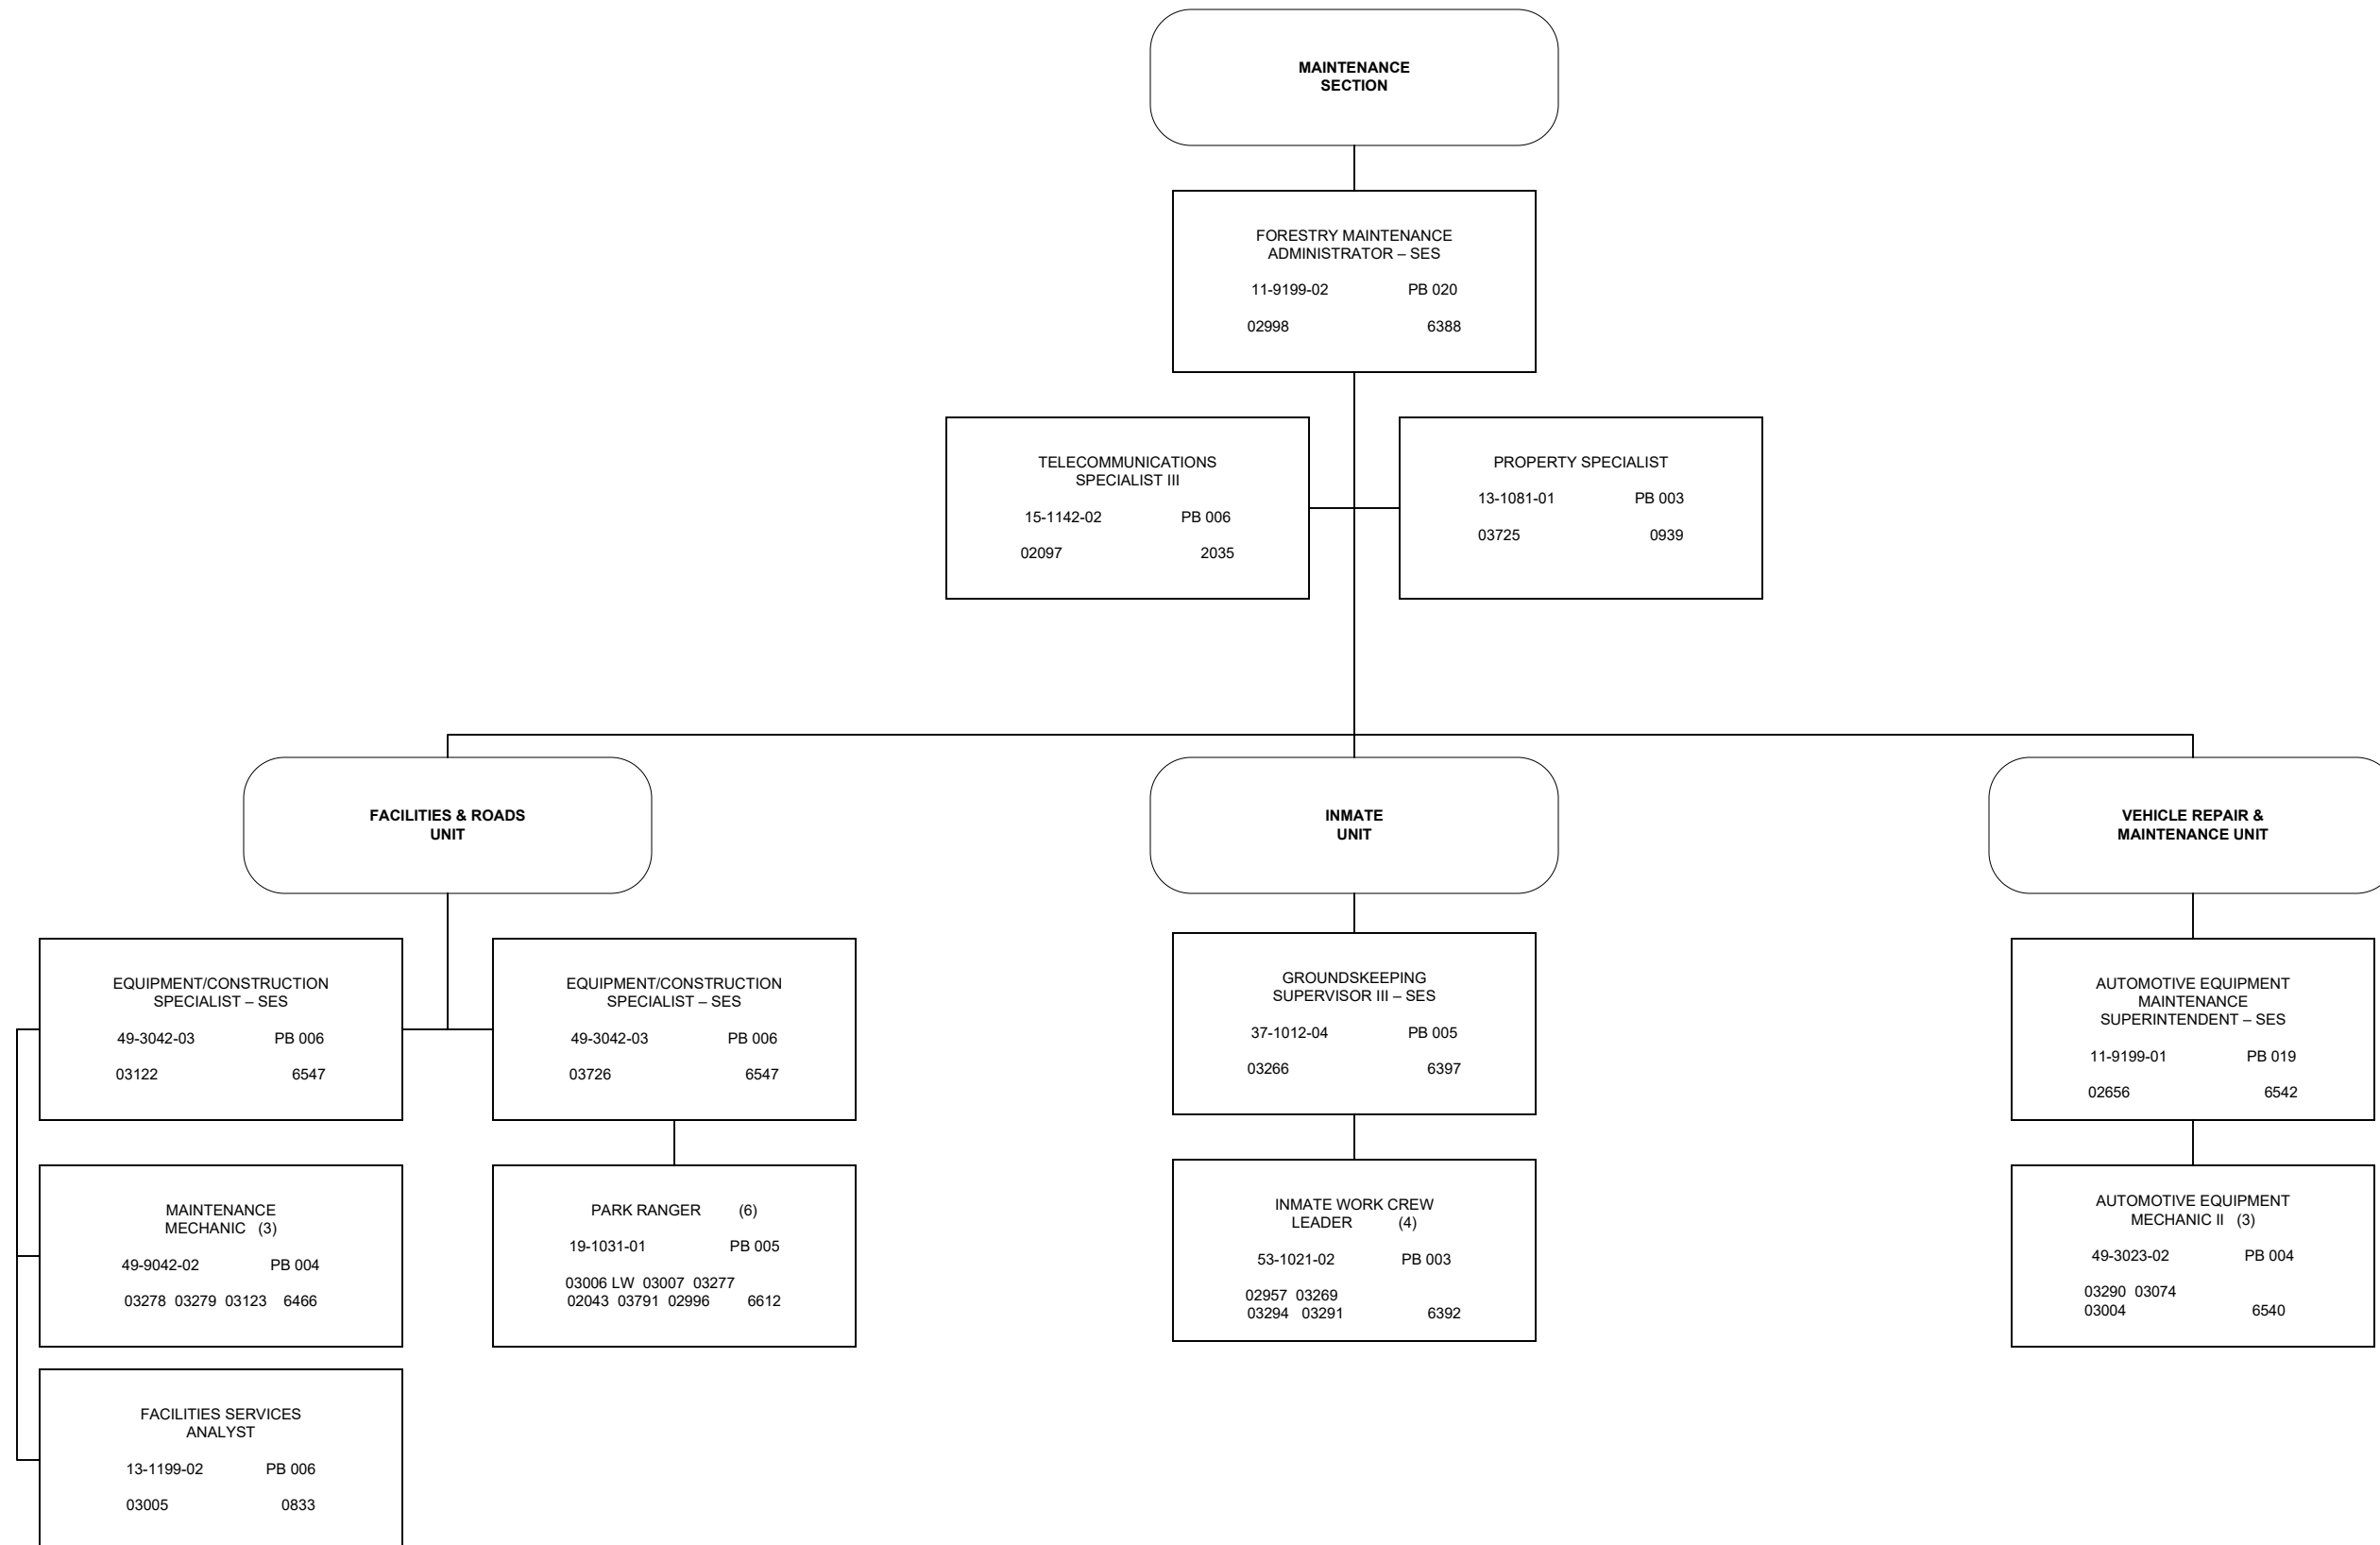 MAINTENANCE
SECTION
FORESTRY MAINTENANCE
ADMINISTRATOR – SES
11-9199-02 PB 020
02998 6388
TELECOMMUNICATIONS
SPECIALIST III
15-1142-02 PB 006
02097 2035
PROPERTY SPECIALIST
13-1081-01 PB 003
03725 0939
FACILITIES & ROADS
UNIT
INMATE
UNIT
VEHICLE REPAIR &
MAINTENANCE UNIT
EQUIPMENT/CONSTRUCTION
SPECIALIST – SES
49-3042-03 PB 006
03122 6547
EQUIPMENT/CONSTRUCTION
SPECIALIST – SES
49-3042-03 PB 006
03726 6547
GROUNDSKEEPING
SUPERVISOR III – SES
37-1012-04 PB 005
03266 6397
AUTOMOTIVE EQUIPMENT
MAINTENANCE
SUPERINTENDENT – SES
11-9199-01 PB 019
02656 6542
MAINTENANCE
MECHANIC (3)
49-9042-02 PB 004
03278 03279 03123 6466
PARK RANGER (6)
19-1031-01 PB 005
03006 LW 03007 03277
02043 03791 02996 6612
INMATE WORK CREW
LEADER (4)
53-1021-02 PB 003
02957 03269
03294 03291 6392
AUTOMOTIVE EQUIPMENT
MECHANIC II (3)
49-3023-02 PB 004
03290 03074
03004 6540
FACILITIES SERVICES
ANALYST
13-1199-02 PB 006
03005 0833